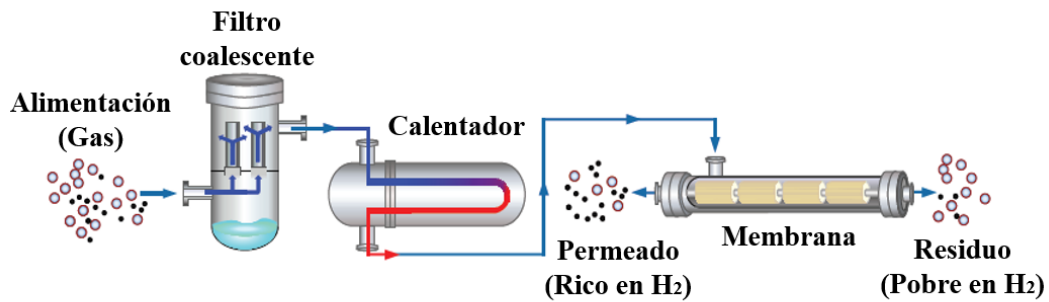 Filtro
coalescente
Alimentación
(Gas)
Calentador
Permeado
(Rico en H₂)
Membrana
Residuo
(Pobre en H₂)